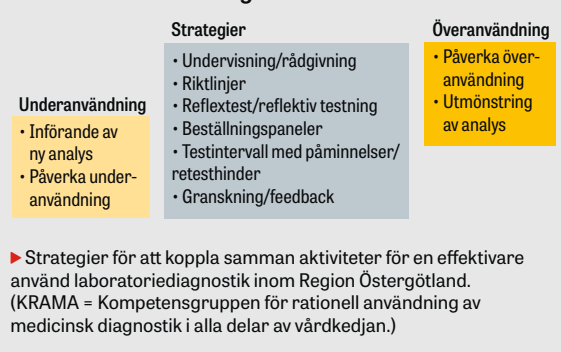 Strategier
• Undervisning/rådgivning
• Riktlinjer
• Reflextest/reflektiv testning
• Beställningspaneler
• Testintervall med påminnelser/
retesthinder
• Granskning/feedback
Överanvändning
• Påverka över-
användning
• Utmönstring
av analys
Underanvändning
• Införande av
ny analys
• Påverka under-
användning
▶ Strategier för att koppla samman aktiviteter för en effektivare
använd laboratoriediagnostik inom Region Östergötland.
(KRAMA = Kompetensgruppen för rationell användning av
medicinsk diagnostik i alla delar av vårdkedjan.)